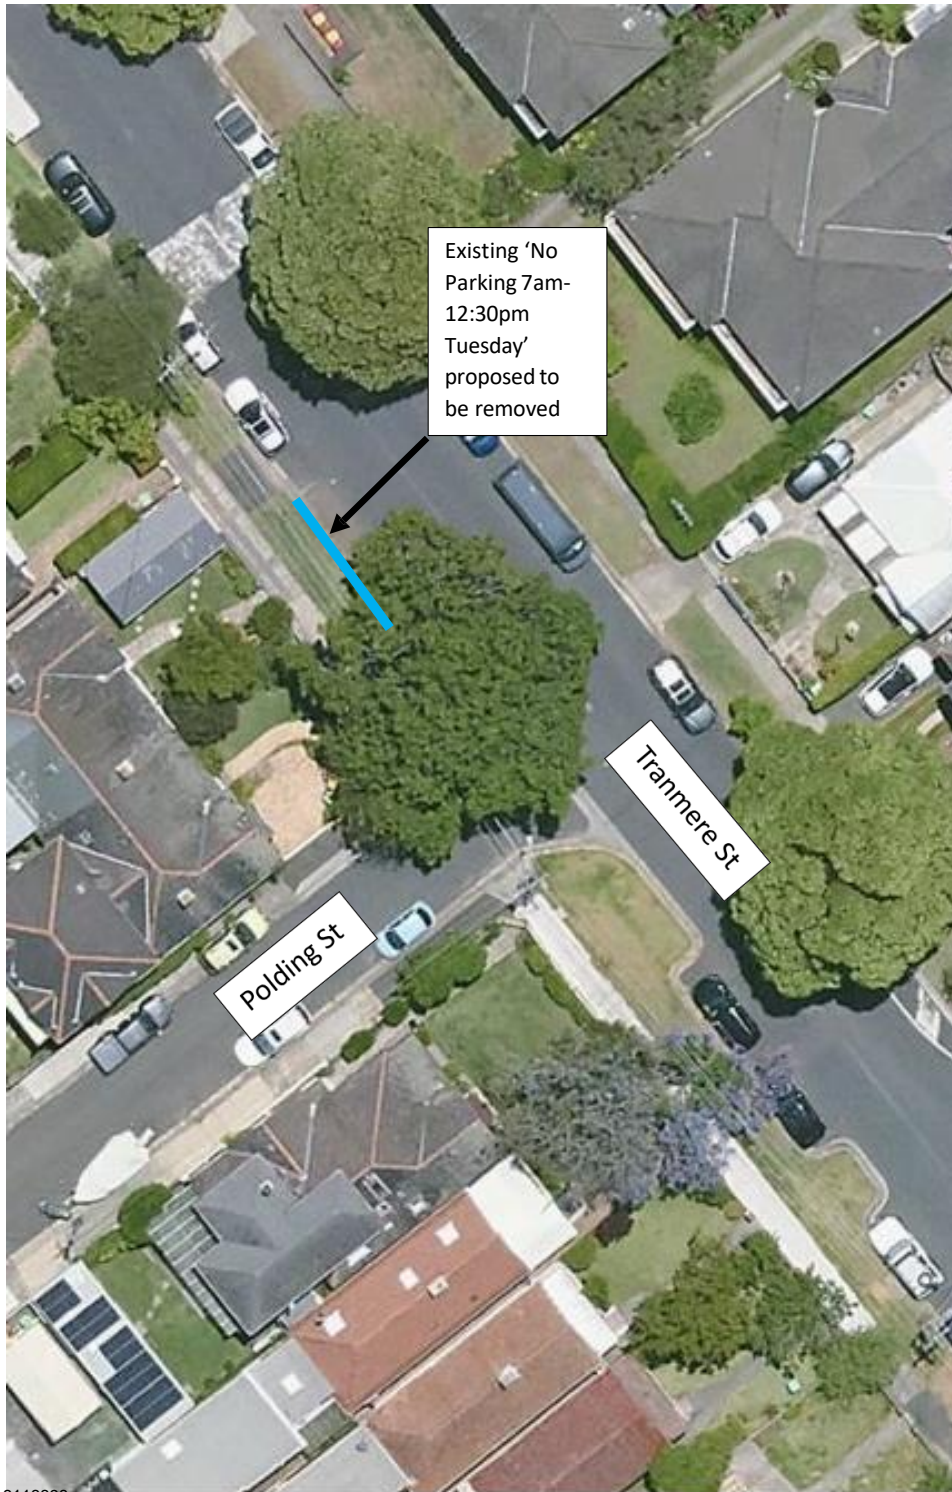 Existing ‘No
Parking 7am-
12:30pm
Tuesday’
proposed to
be removed
Tranmere St
Polding St